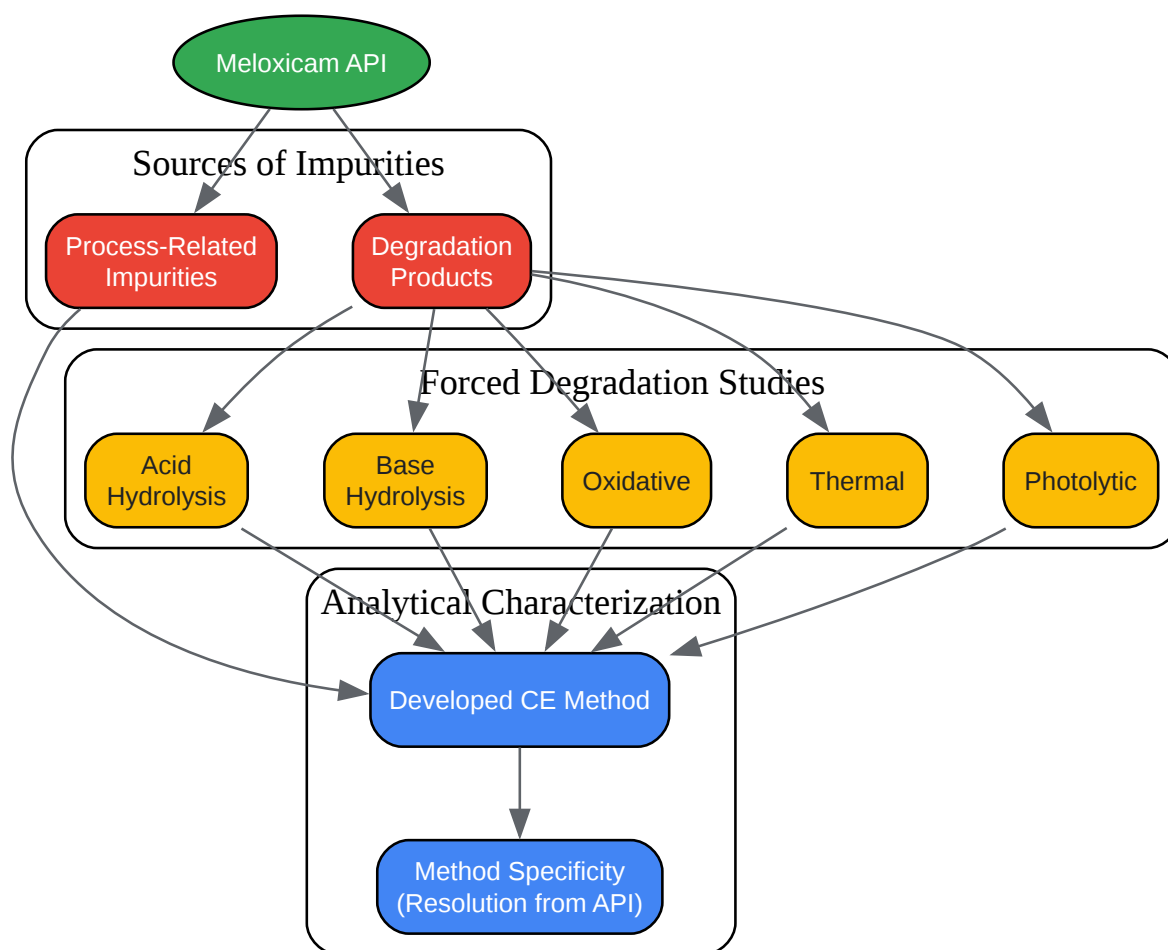 Meloxicam API
Sources of Impurities
Process-Related
Impurities
Degradation
Products
Forced Degradation Studies
Acid
Hydrolysis
Base
Hydrolysis
Oxidative
Thermal
Photolytic
Analytical Characterization
Developed CE Method
Method Specificity
(Resolution from API)